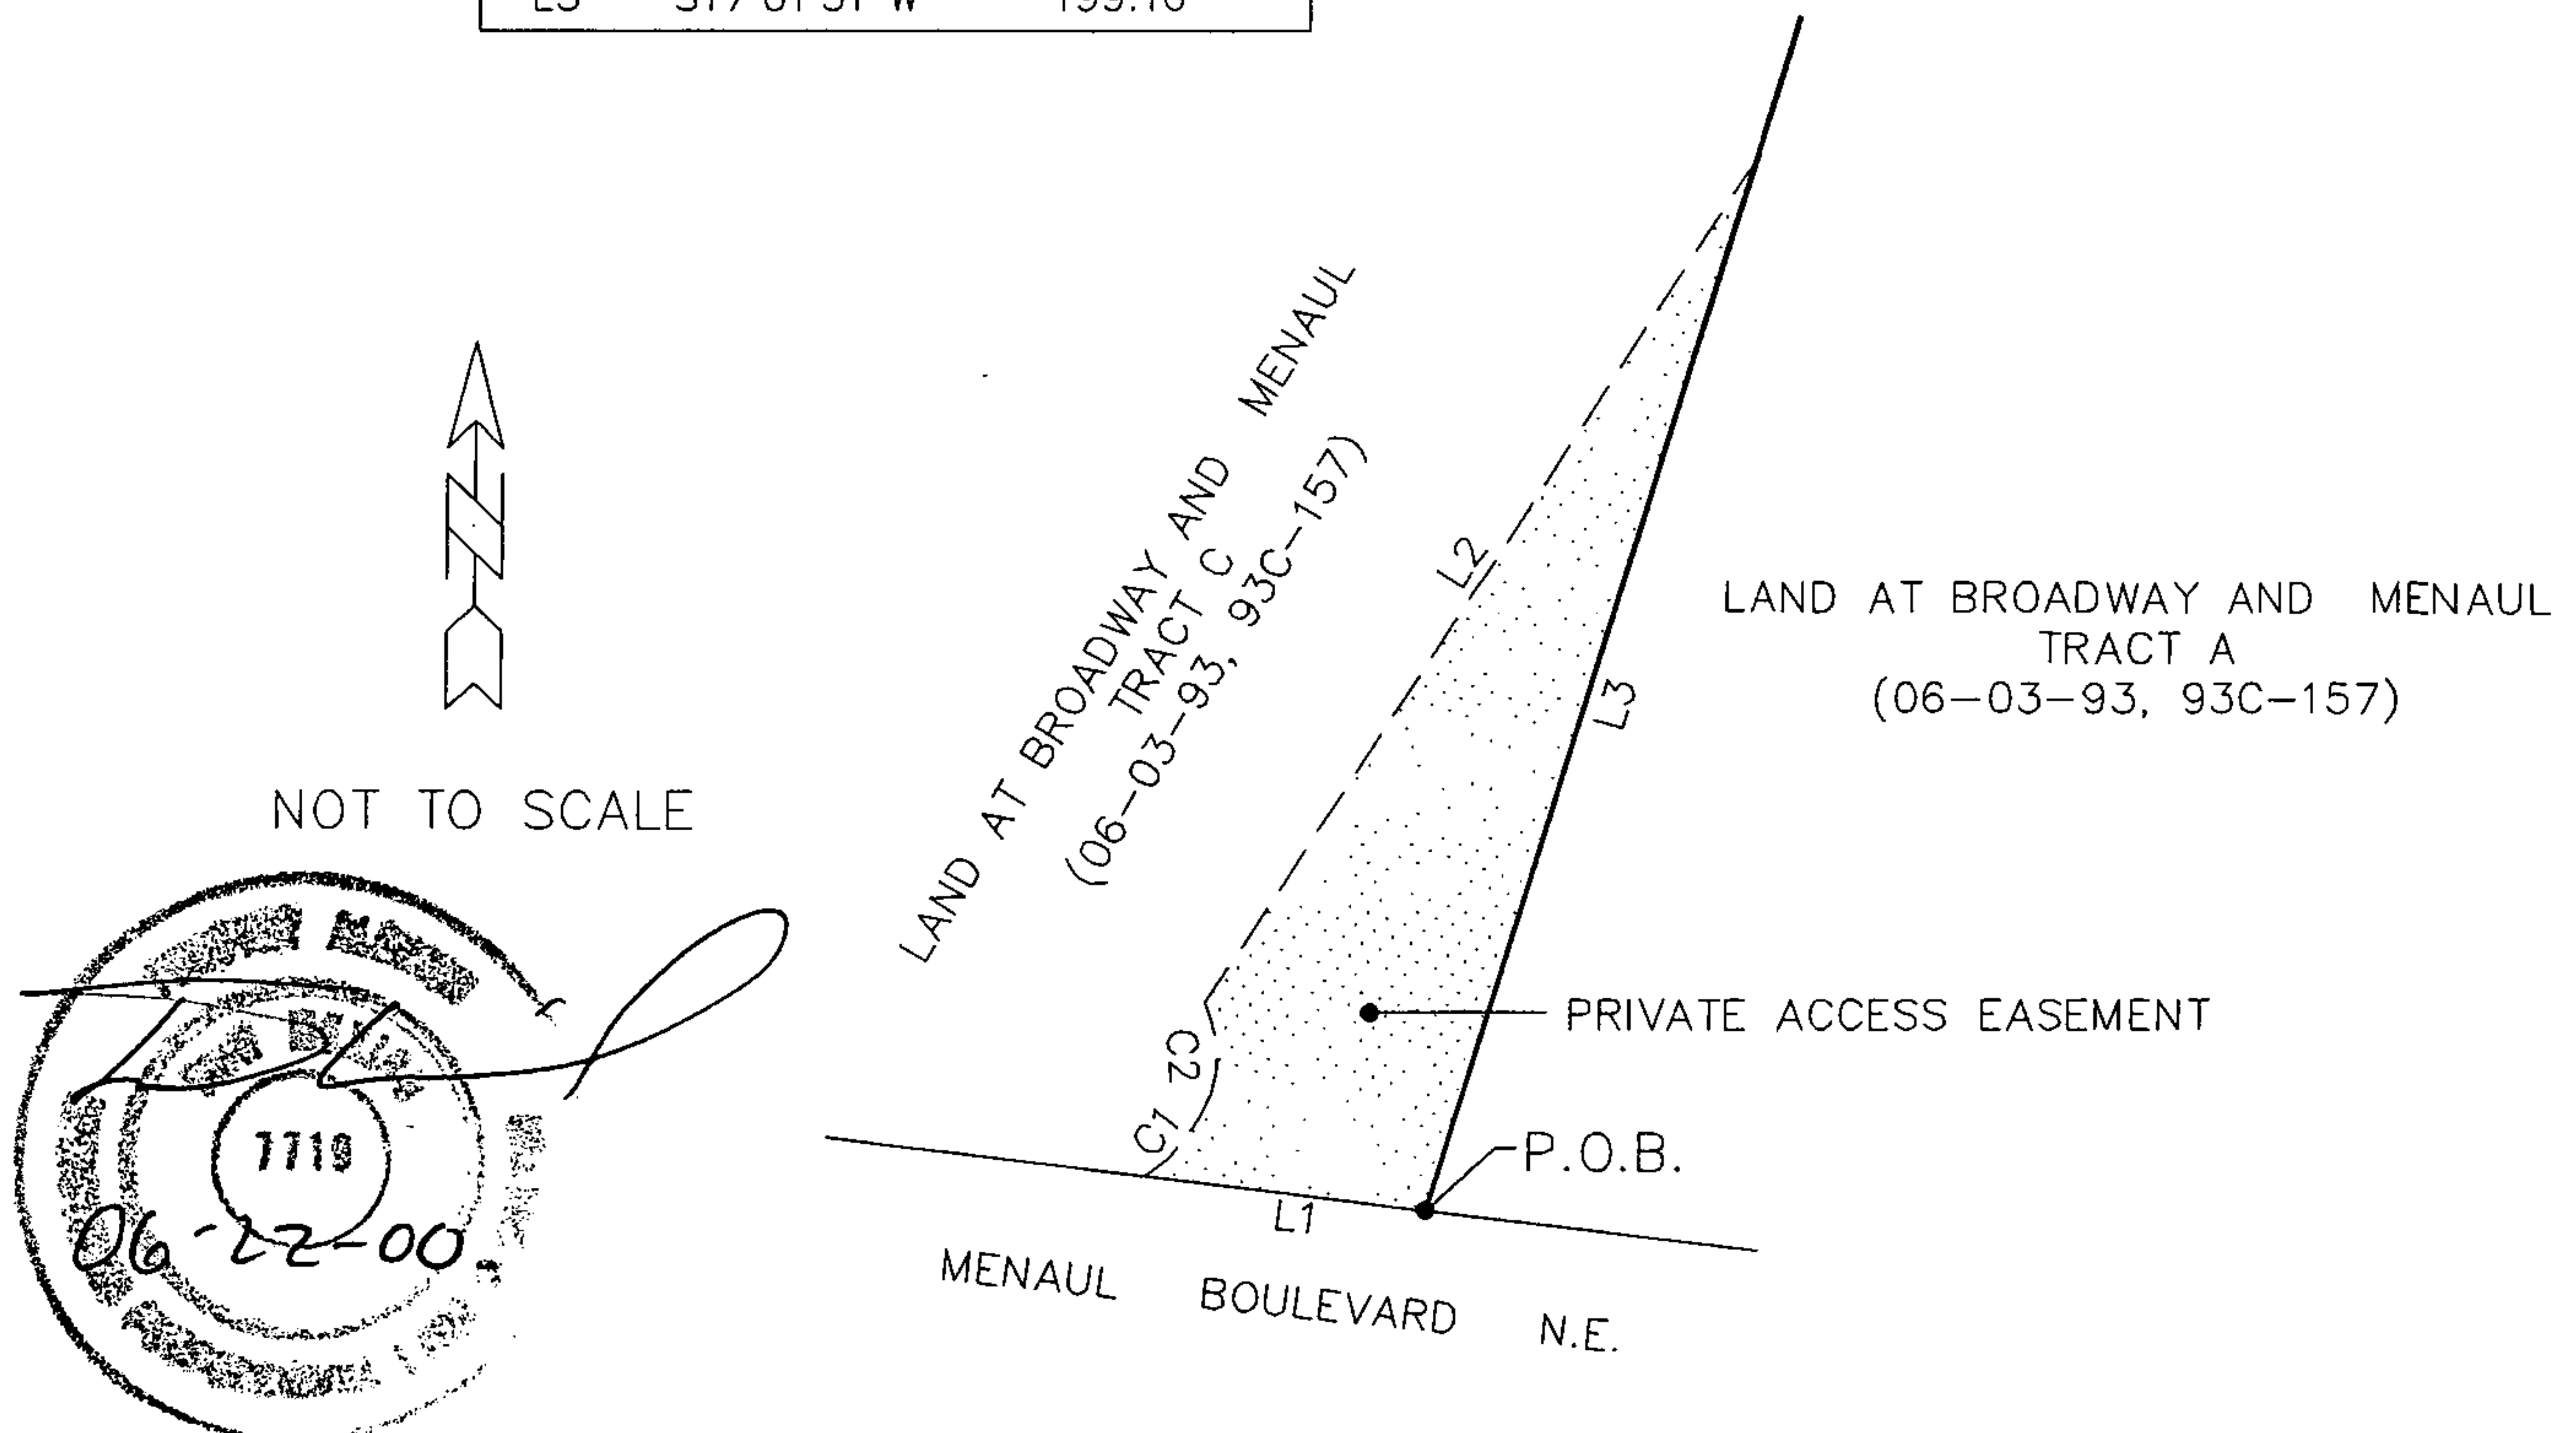 LAND AT BROADWAY AND MENAUL
TRACT C
(06-03-93, 93C-157)
L2
L3
LAND AT BROADWAY AND MENAUL
TRACT A
(06-03-93, 93C-157)
N
NOT TO SCALE
PRIVATE ACCESS EASEMENT
C2
C1
P.O.B.
L1
MENAUL BOULEVARD N.E.
7719
06-22-00